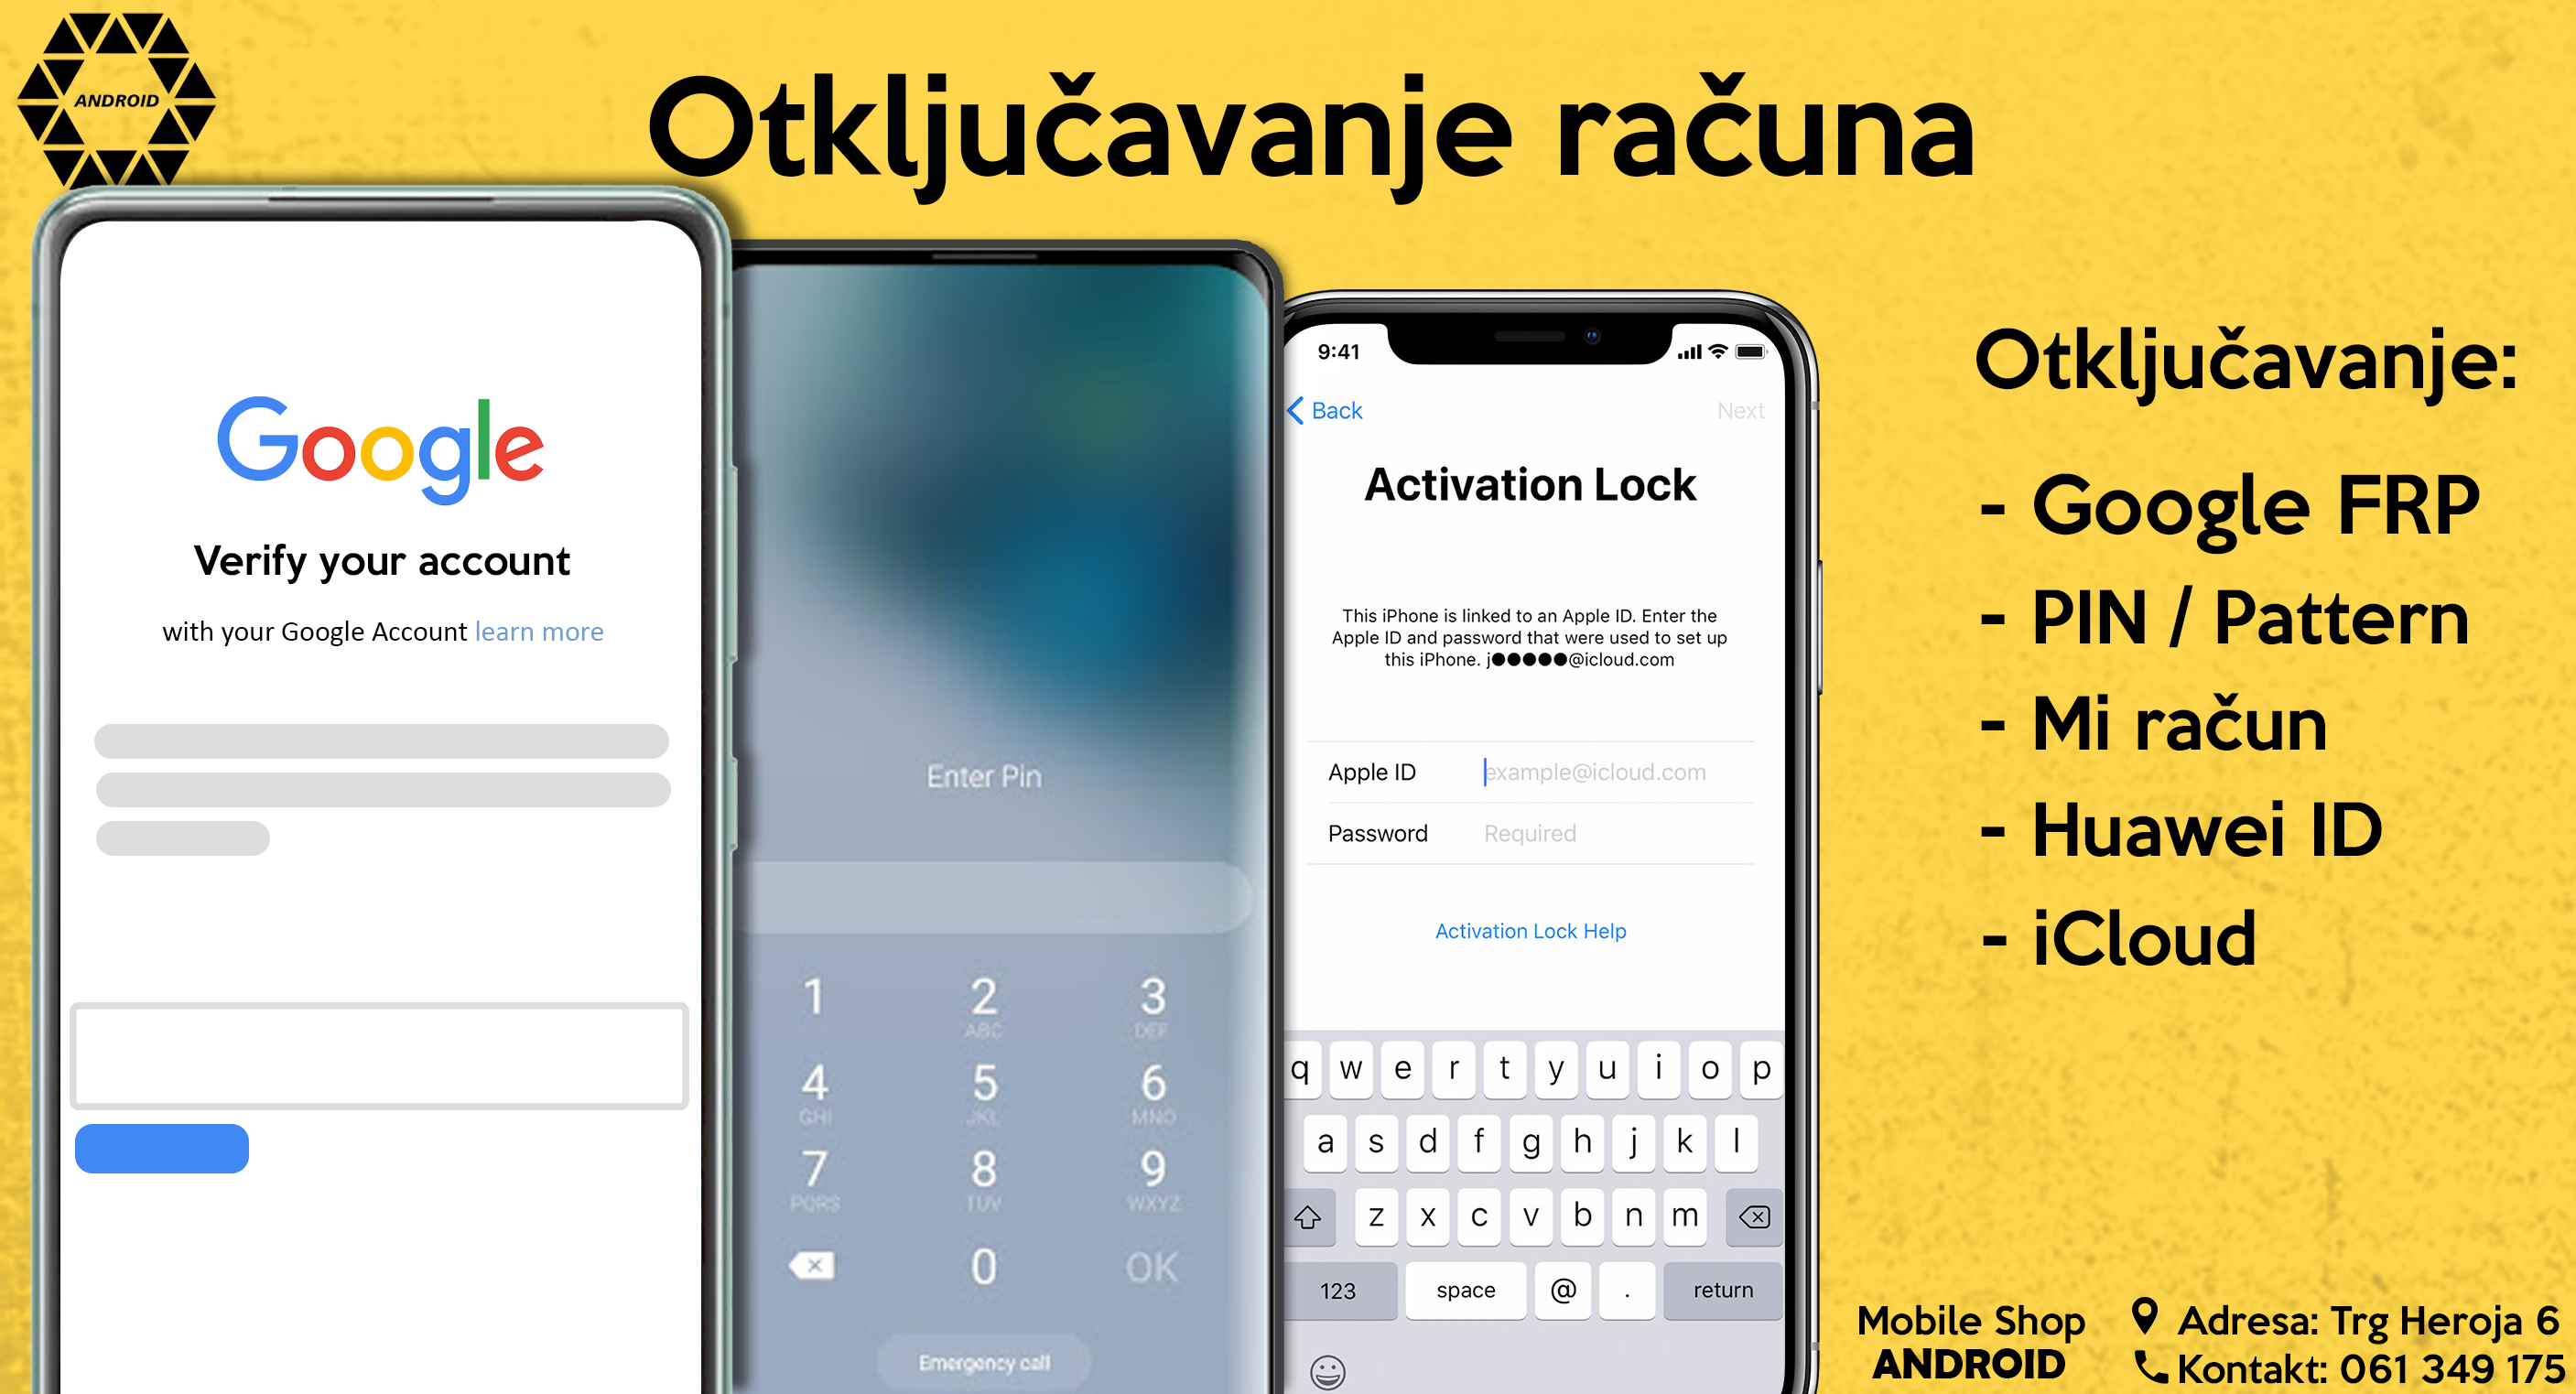 ANDROID
Otključavanje računa
Google
Verify your account
with your Google Account learn more
Enter Pin
1 2 3
ABC DEF
4 5 6
GHI JKL MNO
7 8 9
PQRS TUV WXYZ
0 OK
Emergency call
9:41
Back Next
Activation Lock
This iPhone is linked to an Apple ID. Enter the
Apple ID and password that were used to set up
this iPhone. j●●●●●@icloud.com
Apple ID example@icloud.com
Password Required
Activation Lock Help
q w e r t y u i o p
a s d f g h j k l
z x c v b n m
123 space @ . return
Otključavanje:
- Google FRP
- PIN / Pattern
- Mi račun
- Huawei ID
- iCloud
Mobile Shop
ANDROID
Adresa: Trg Heroja 6
Kontakt: 061 349 175